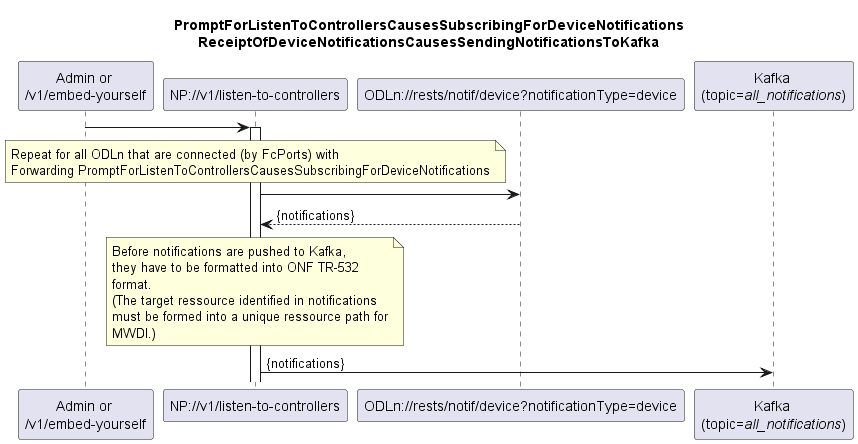 PromptForListenToControllersCausesSubscribingForDeviceNotifications
ReceiptOfDeviceNotificationsCausesSendingNotificationsToKafka
Admin or
/v1/embed-yourself
NP://v1/listen-to-controllers
ODLn://rests/notif/device?notificationType=device
Kafka
(topic=all_notifications)
Repeat for all ODLn that are connected (by FcPorts) with
Forwarding PromptForListenToControllersCausesSubscribingForDeviceNotifications
{notifications}
Before notifications are pushed to Kafka,
they have to be formatted into ONF TR-532
format.
(The target ressource identified in notifications
must be formed into a unique ressource path for
MWDI.)
{notifications}
Admin or
/v1/embed-yourself
NP://v1/listen-to-controllers
ODLn://rests/notif/device?notificationType=device
Kafka
(topic=all_notifications)